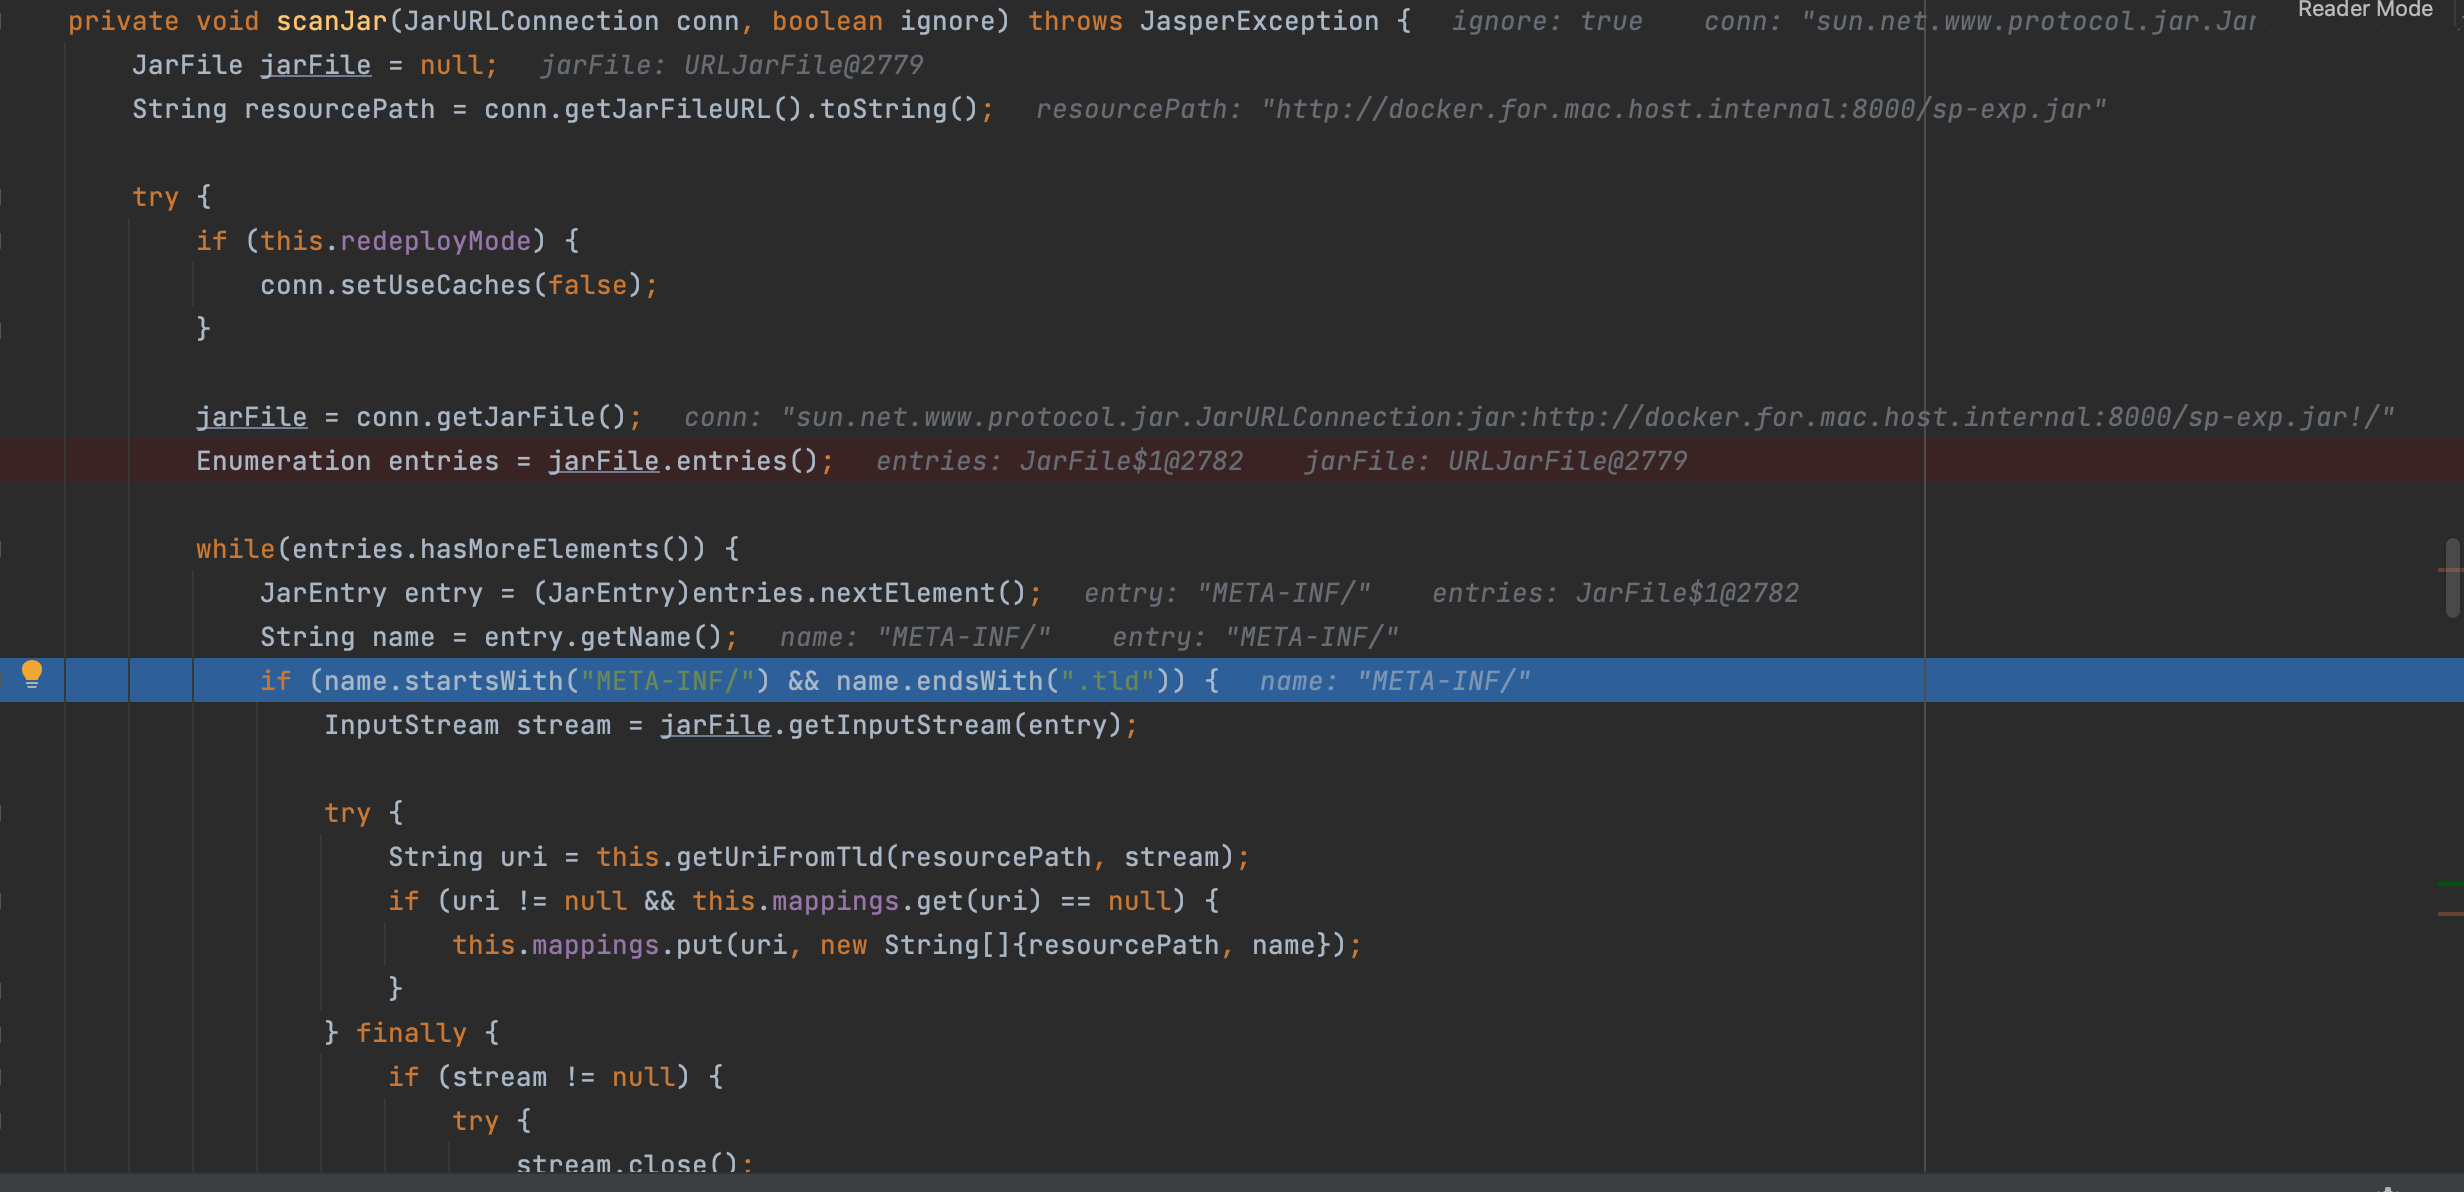 private void scanJar(JarURLConnection conn, boolean ignore) throws JasperException {   ignore: true    conn: "sun.net.www.protocol.jar.Jar
Reader Mode
JarFile jarFile = null;   jarFile: URLJarFile@2779
String resourcePath = conn.getJarFileURL().toString();   resourcePath: "http://docker.for.mac.host.internal:8000/sp-exp.jar"
try {
if (this.redeployMode) {
conn.setUseCaches(false);
}
jarFile = conn.getJarFile();   conn: "sun.net.www.protocol.jar.JarURLConnection:jar:http://docker.for.mac.host.internal:8000/sp-exp.jar!/"
Enumeration entries = jarFile.entries();   entries: JarFile$1@2782    jarFile: URLJarFile@2779
while(entries.hasMoreElements()) {
JarEntry entry = (JarEntry)entries.nextElement();   entry: "META-INF/"    entries: JarFile$1@2782
String name = entry.getName();   name: "META-INF/"    entry: "META-INF/"
if (name.startsWith("META-INF/") && name.endsWith(".tld")) {   name: "META-INF/"
InputStream stream = jarFile.getInputStream(entry);
try {
String uri = this.getUriFromTld(resourcePath, stream);
if (uri != null && this.mappings.get(uri) == null) {
this.mappings.put(uri, new String[]{resourcePath, name});
}
} finally {
if (stream != null) {
try {
stream.close();